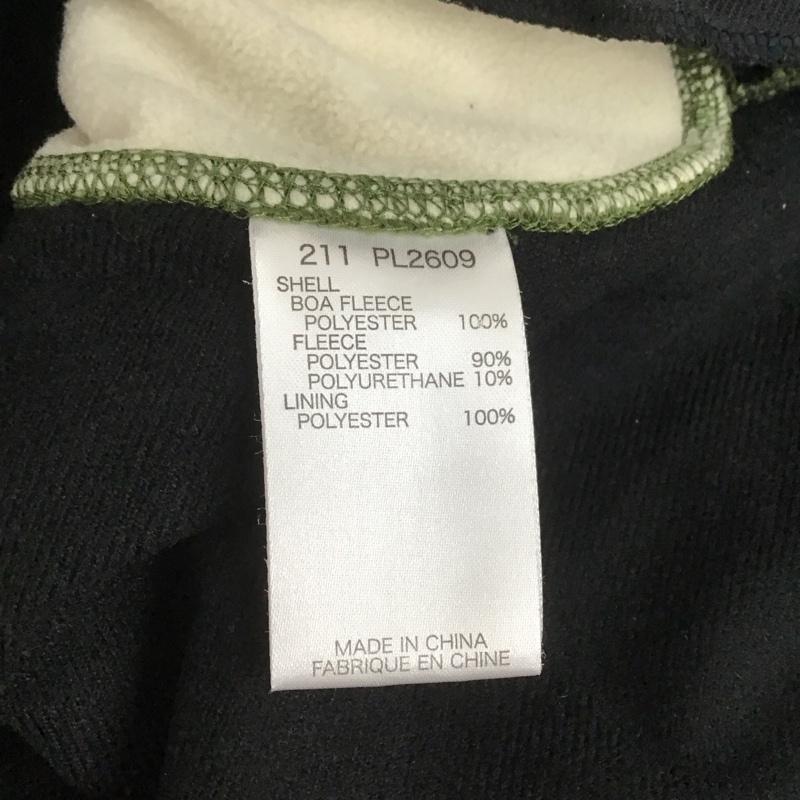 211 PL2609
SHELL
BOA FLEECE
POLYESTER 100%
FLEECE
POLYESTER 90%
POLYURETHANE 10%
LINING
POLYESTER 100%
MADE IN CHINA
FABRIQUE EN CHINE